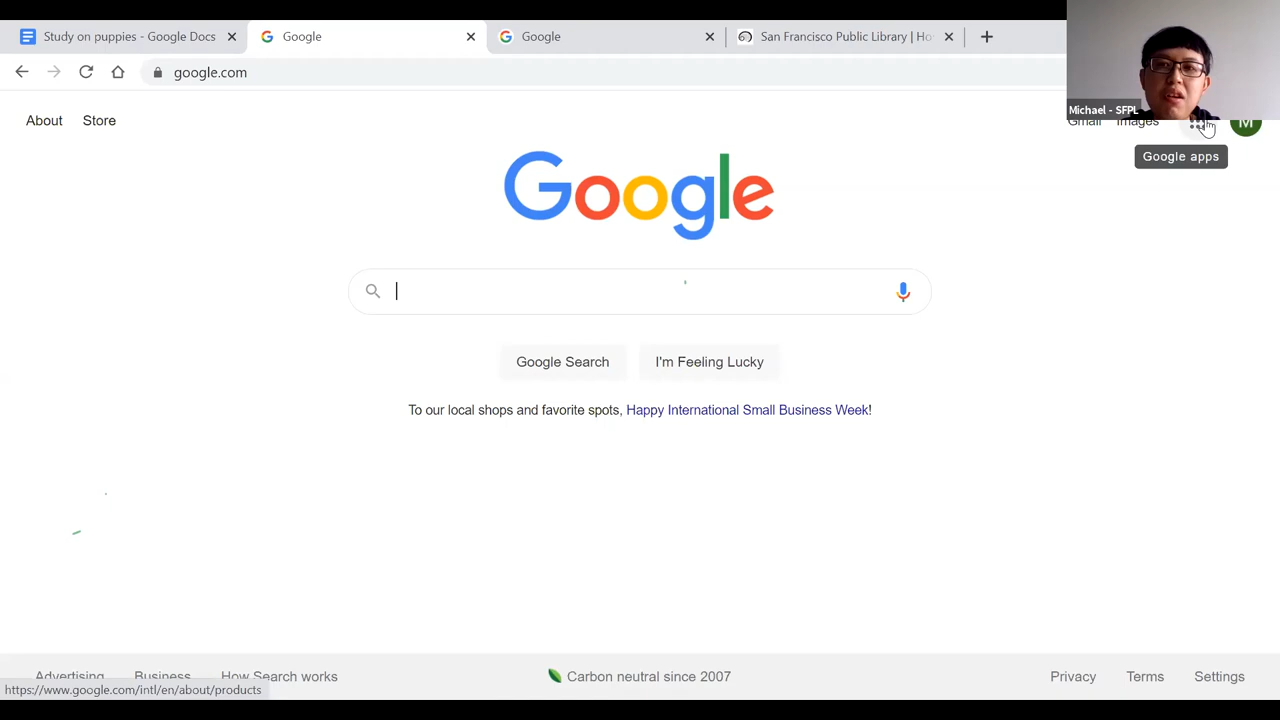 Study on puppies - Google Docs
Google
Google
San Francisco Public Library | Ho
google.com
Michael - SFPL
About
Store
Gmail
Images
M
Google apps
Google
Google Search
I'm Feeling Lucky
To our local shops and favorite spots, Happy International Small Business Week!
Advertising
Business
How Search works
Carbon neutral since 2007
Privacy
Terms
Settings
https://www.google.com/intl/en/about/products